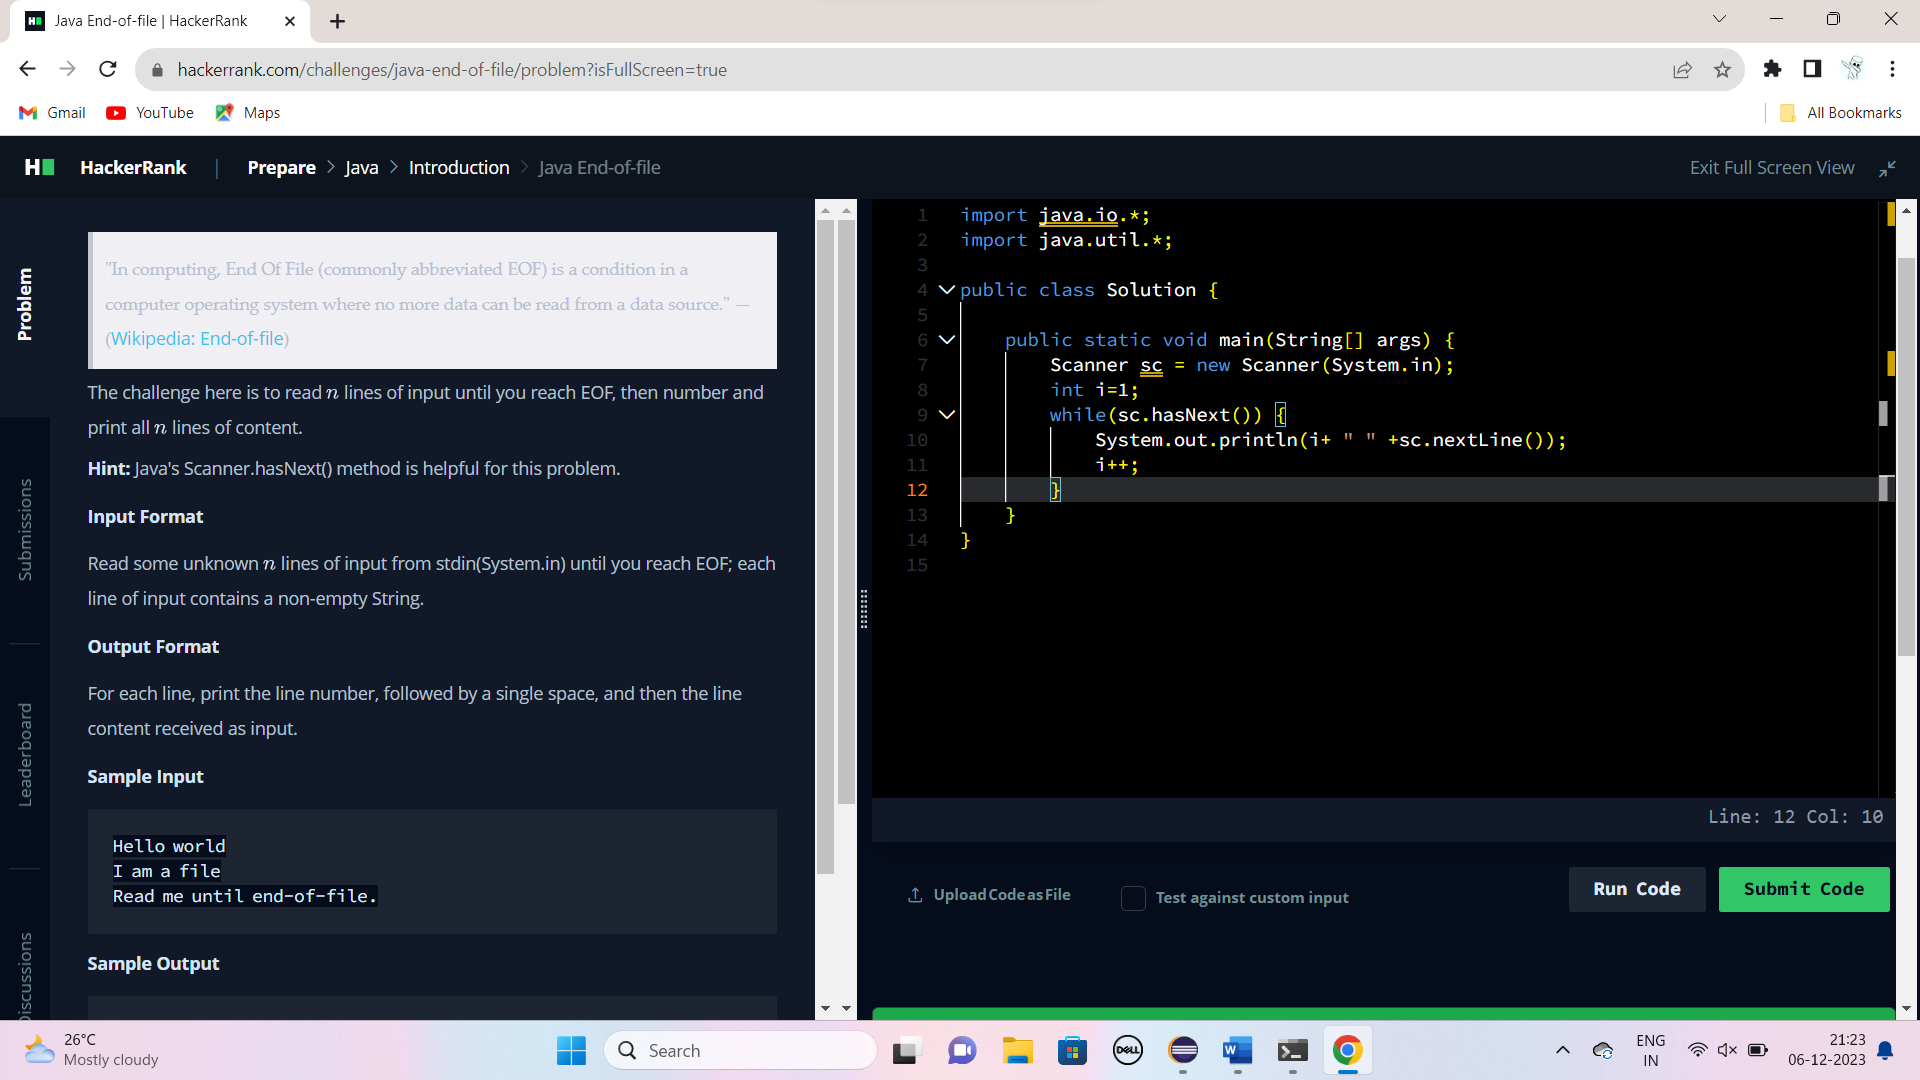 Java End-of-file | HackerRank
hackerrank.com/challenges/java-end-of-file/problem?isFullScreen=true
Gmail
YouTube
Maps
All Bookmarks
HackerRank
Prepare > Java > Introduction > Java End-of-file
Exit Full Screen View
Problem
Submissions
Leaderboard
Discussions
"In computing, End Of File (commonly abbreviated EOF) is a condition in a
computer operating system where no more data can be read from a data source." —
(Wikipedia: End-of-file)
The challenge here is to read n lines of input until you reach EOF, then number and
print all n lines of content.
Hint: Java's Scanner.hasNext() method is helpful for this problem.
Input Format
Read some unknown n lines of input from stdin(System.in) until you reach EOF; each
line of input contains a non-empty String.
Output Format
For each line, print the line number, followed by a single space, and then the line
content received as input.
Sample Input
Hello world
I am a file
Read me until end-of-file.
Sample Output
1 import java.io.*;
2 import java.util.*;
3
4 public class Solution {
5
6 public static void main(String[] args) {
7 Scanner sc = new Scanner(System.in);
8 int i=1;
9 while(sc.hasNext()) {
10 System.out.println(i+ " " +sc.nextLine());
11 i++;
12 }
13 }
14 }
15
Line: 12 Col: 10
Upload Code as File
Test against custom input
Run Code
Submit Code
26°C
Mostly cloudy
Search
DELL
W
ENG
IN
21:23
06-12-2023